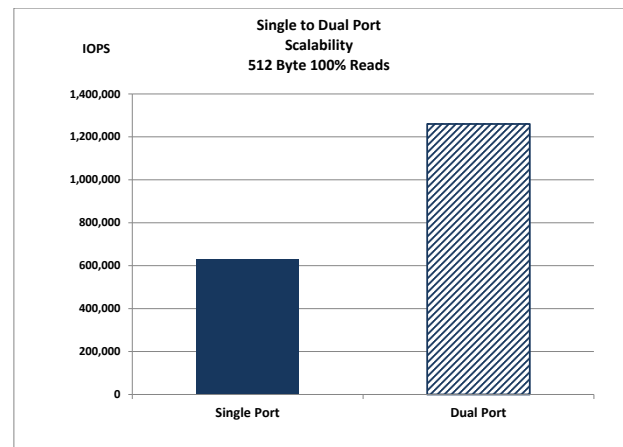 Single to Dual Port
Scalability
512 Byte 100% Reads
IOPS
1,400,000
1,200,000
1,000,000
800,000
600,000
400,000
200,000
0
Single Port
Dual Port